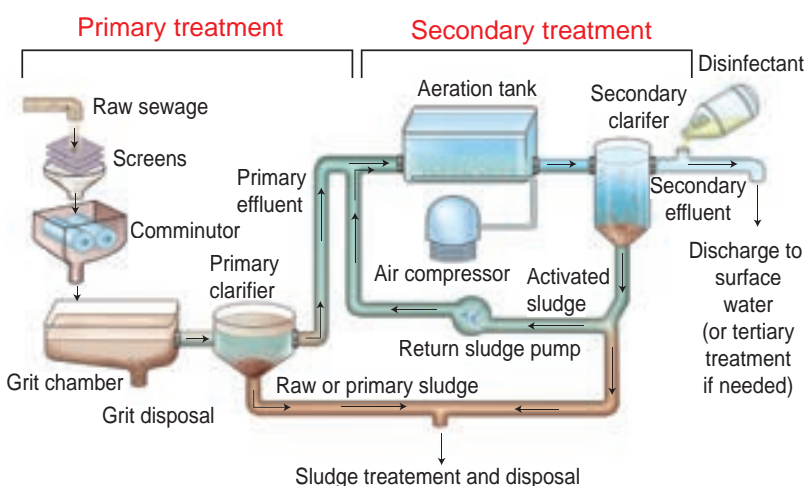 Primary treatment
Secondary treatment
Raw sewage
Screens
Comminutor
Grit chamber
Grit disposal
Primary
clarifier
Raw or primary sludge
Primary
effluent
Aeration tank
Air compressor
Secondary
clarifer
Disinfectant
Secondary
effluent
Activated
sludge
Return sludge pump
Discharge to
surface
water
(or tertiary
treatment
if needed)
Sludge treatement and disposal